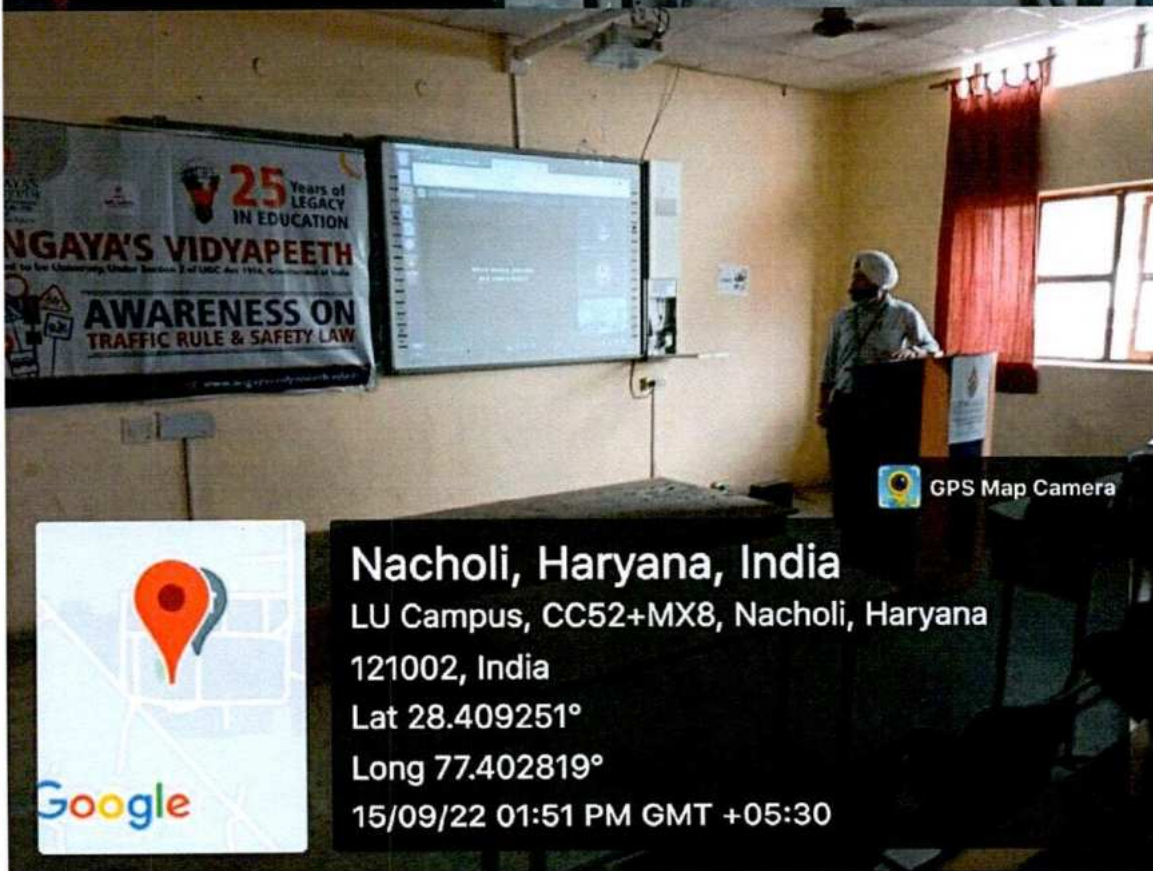 25 Years of
LEGACY
IN EDUCATION
NGAYA'S VIDYAPEETH
AWARENESS ON
TRAFFIC RULE & SAFETY LAW
GPS Map Camera
Nacholi, Haryana, India
LU Campus, CC52+MX8, Nacholi, Haryana
121002, India
Lat 28.409251°
Long 77.402819°
15/09/22 01:51 PM GMT +05:30
Google